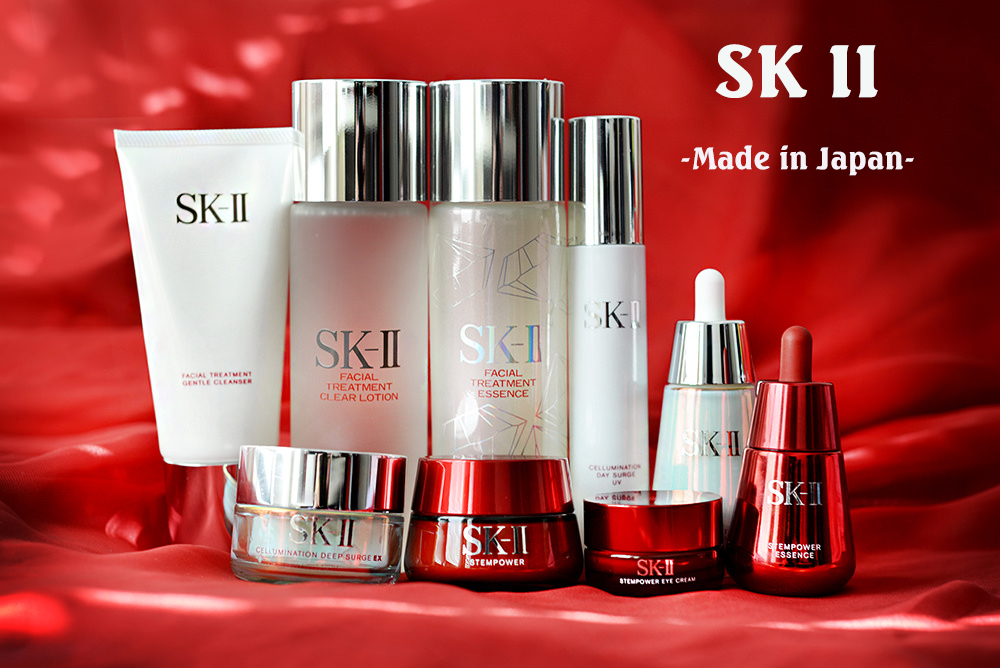 SK II
-Made in Japan-
SK-II
FACIAL TREATMENT
GENTLE CLEANSER
SK-II
FACIAL
TREATMENT
CLEAR LOTION
SK-II
FACIAL
TREATMENT
ESSENCE
SK-II
CELLUMINATION
DAY SURGE
UV
DAY SURGE
SK-II
SK-II
STEMPOWER
ESSENCE
SK-II
CELLUMINATION DEEP SURGE EX
SK-II
STEMPOWER
SK-II
STEMPOWER EYE CREAM